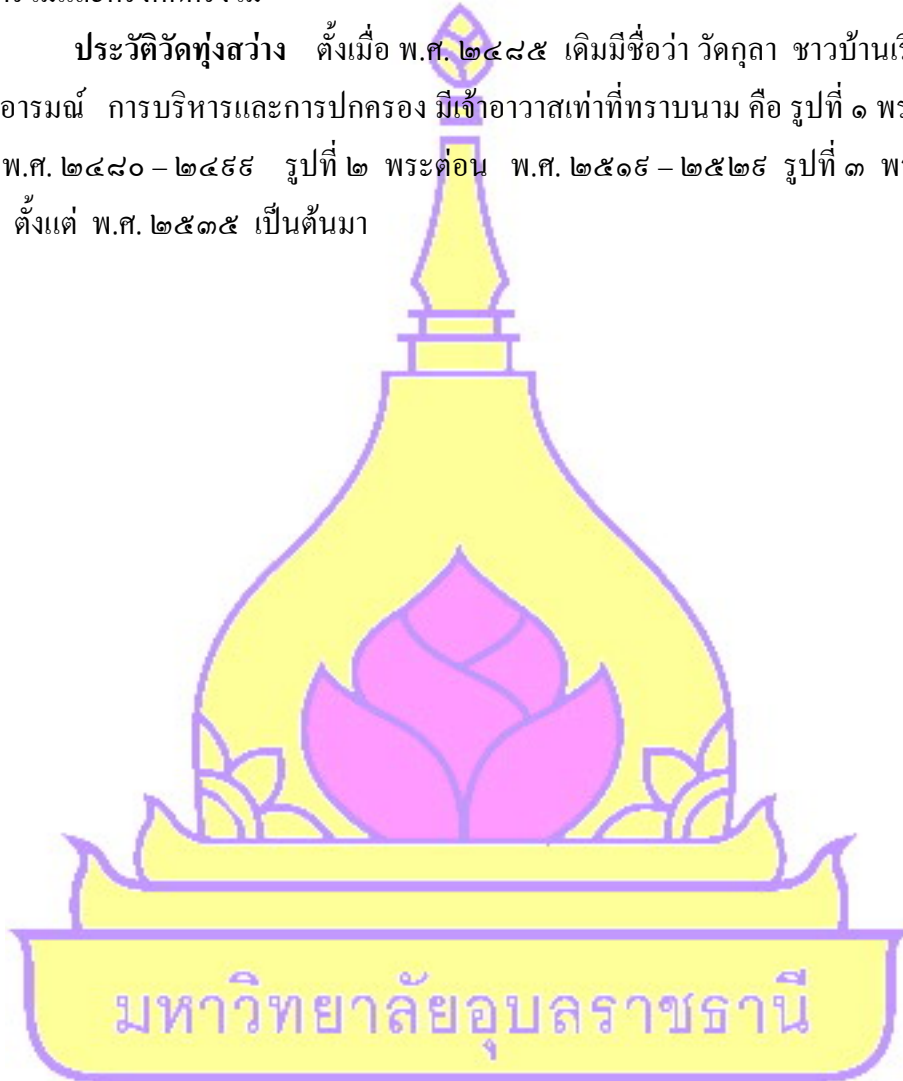 ประวัติวัดทุ่งสว่าง ตั้งเมื่อ พ.ศ. ๒๔๘๕ เดิมมีชื่อว่า วัดกุลา ชาวบ้าน
อารมณ์ การบริหารและการปกครอง มีเจ้าอาวาสเท่าที่ทราบนาม คือ รูปที่ ๑
พ.ศ. ๒๔๘๐ – ๒๔๙๙ รูปที่ ๒ พระต่อน พ.ศ. ๒๕๑๙ – ๒๕๒๙ รูปที่ ๓
ตั้งแต่ พ.ศ. ๒๕๓๕ เป็นต้นมา
มหาวิทยาลัยอุบลราชธานี